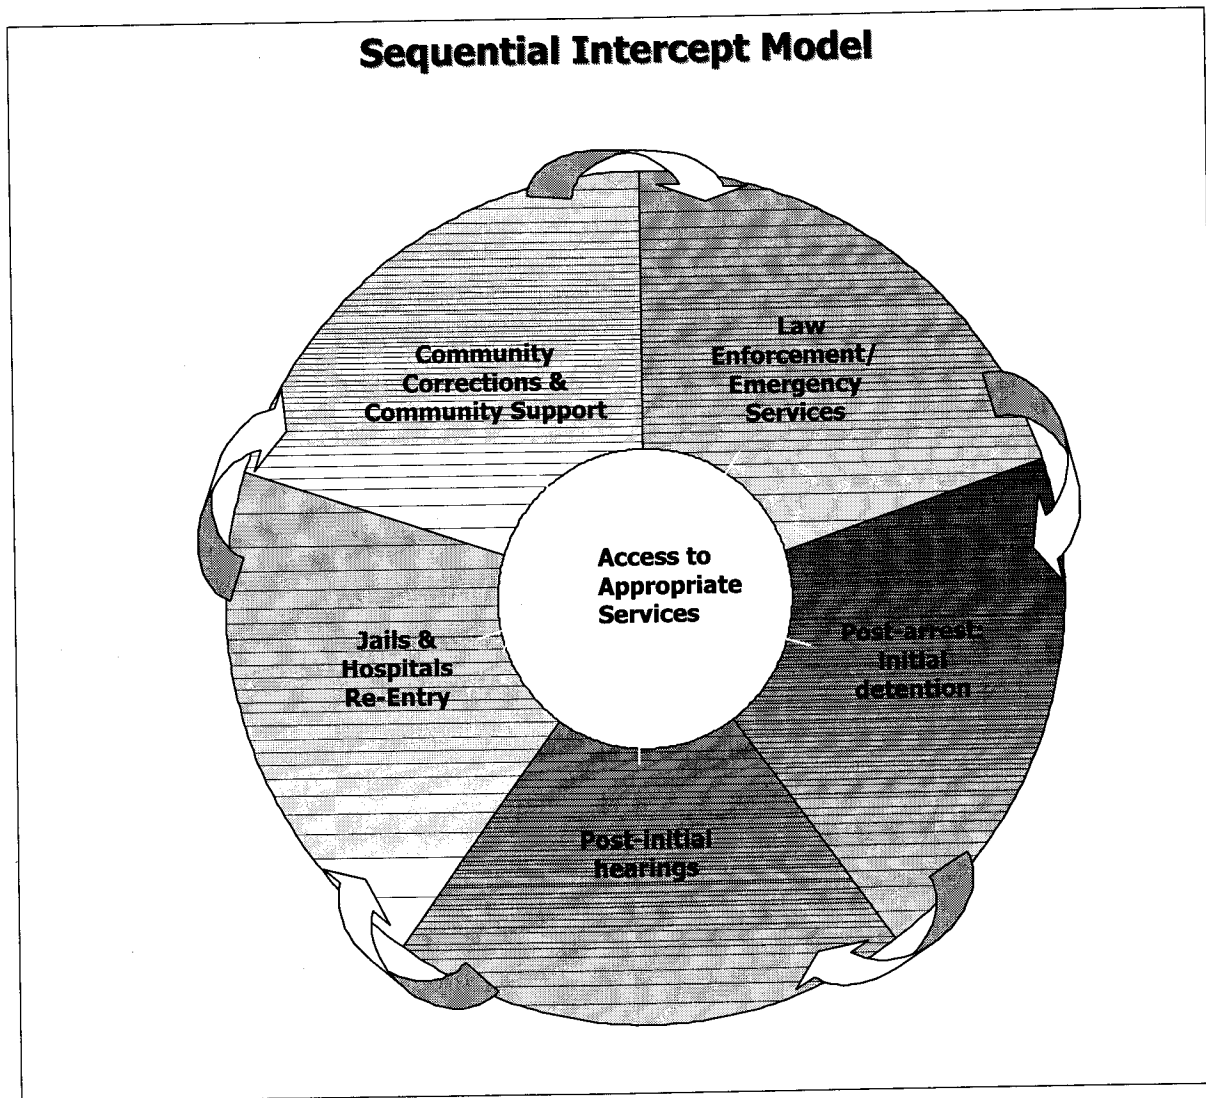 Sequential Intercept Model
Community
Corrections &
Community Support
Law
Enforcement/
Emergency
Services
Access to
Appropriate
Services
Jails &
Hospitals
Re-Entry
Post-arrest:
initial
detention
Post-initial
hearings